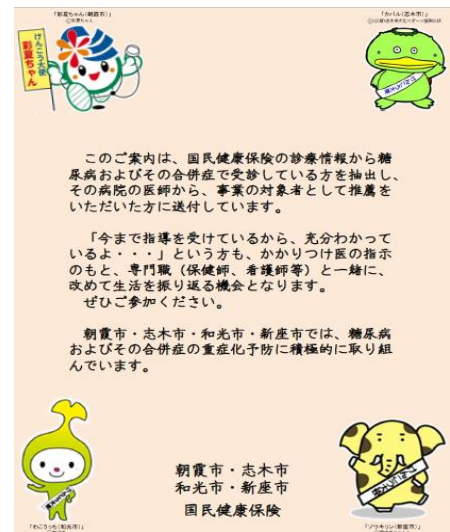 「彩夏ちゃん(朝霞市)」
「カパル(志木市)」
けんこう大使
彩夏ちゃん
このご案内は、国民健康保険の診療情報から糖
尿病およびその合併症で受診している方を抽出し、
その病院の医師から、事業の対象者として推薦を
いただいた方に送付しています。
「今まで指導を受けているから、充分わかって
いるよ・・・」という方も、かかりつけ医の指示
のもと、専門職（保健師、看護師等）と一緒に、
改めて生活を振り返る機会となります。
ぜひご参加ください。
朝霞市・志木市・和光市・新座市では、糖尿病
およびその合併症の重症化予防に積極的に取り組
んでいます。
朝霞市・志木市
和光市・新座市
国民健康保険
「わこうっち(和光市)」
「ゾウキリン(新座市)」